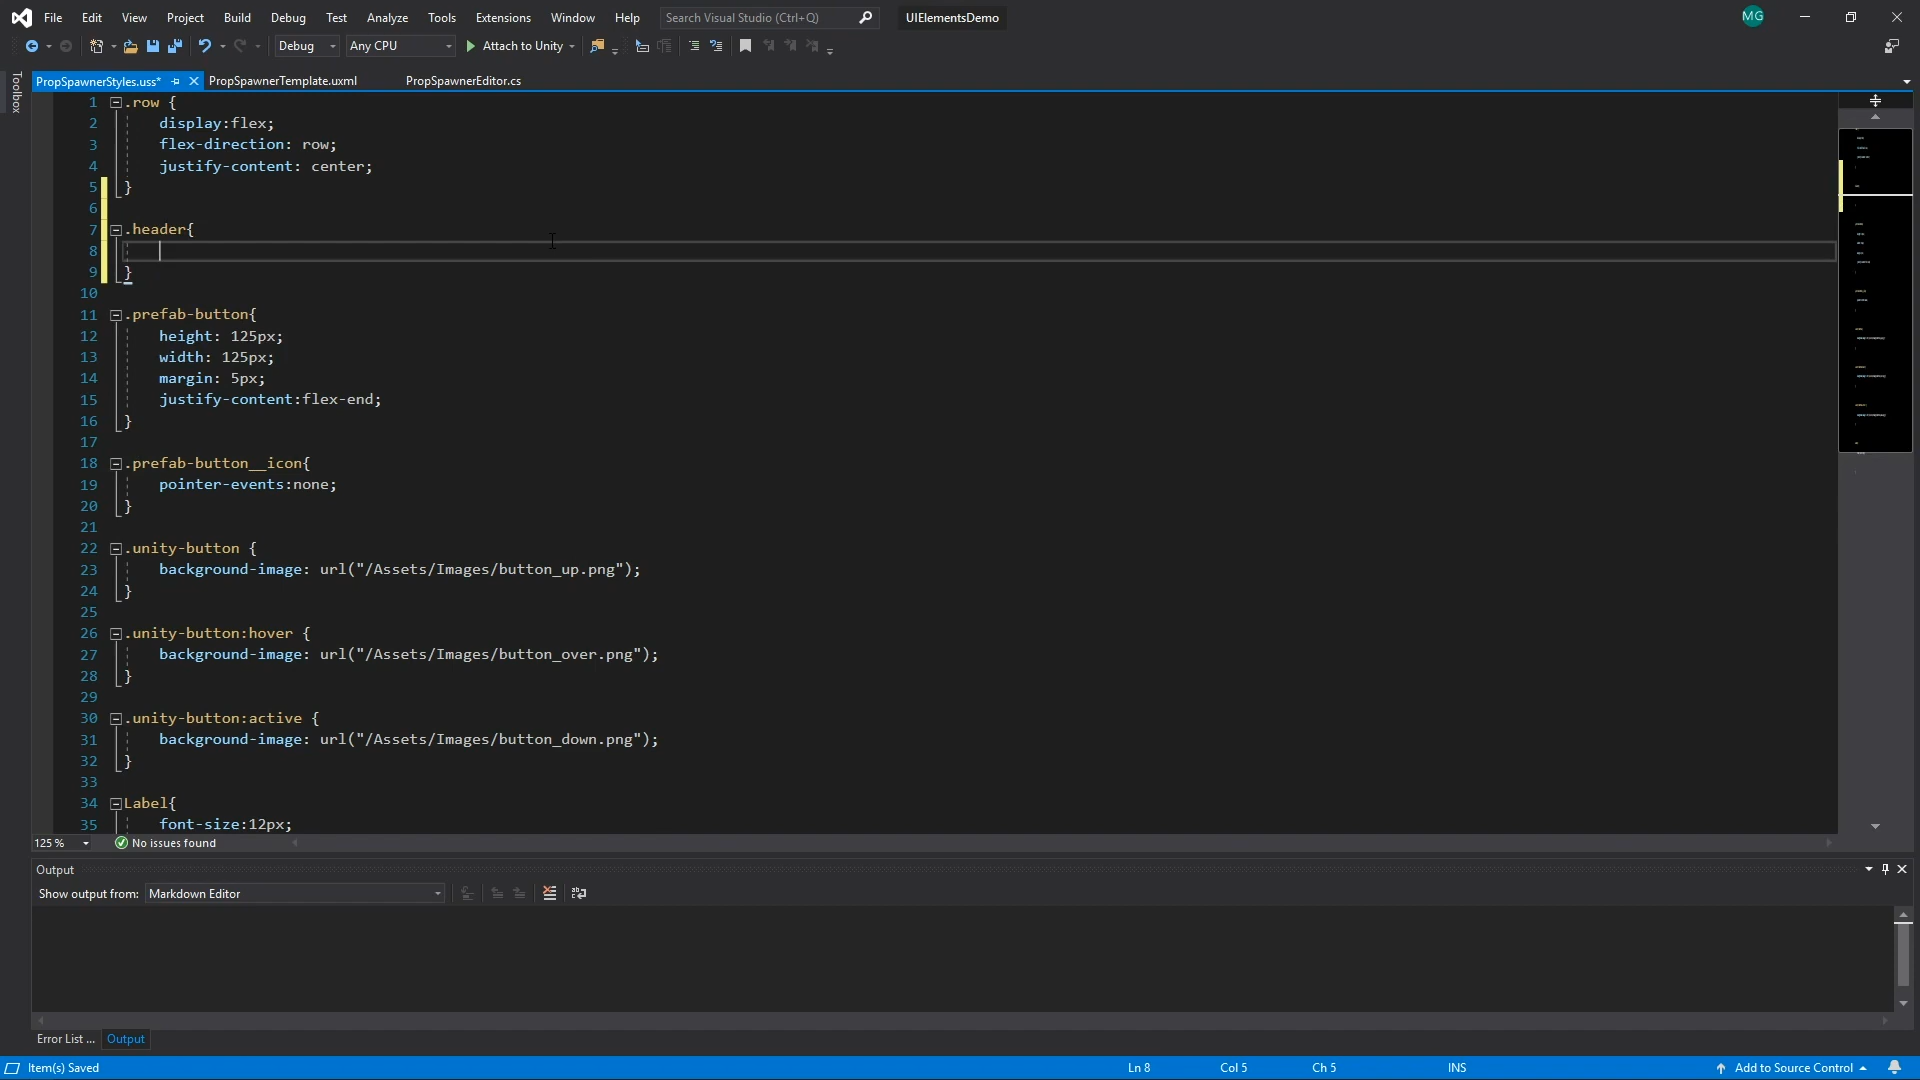 File Edit View Project Build Debug Test Analyze Tools Extensions Window Help Search Visual Studio (Ctrl+Q) UIElementsDemo MG
Debug Any CPU Attach to Unity
Toolbox
PropSpawnerStyles.uss* PropSpawnerTemplate.uxml PropSpawnerEditor.cs
1 .row {
2 display:flex;
3 flex-direction: row;
4 justify-content: center;
5 }
6
7 .header{
8
9 }
10
11 .prefab-button{
12 height: 125px;
13 width: 125px;
14 margin: 5px;
15 justify-content:flex-end;
16 }
17
18 .prefab-button__icon{
19 pointer-events:none;
20 }
21
22 .unity-button {
23 background-image: url("/Assets/Images/button_up.png");
24 }
25
26 .unity-button:hover {
27 background-image: url("/Assets/Images/button_over.png");
28 }
29
30 .unity-button:active {
31 background-image: url("/Assets/Images/button_down.png");
32 }
33
34 Label{
35 font-size:12px;
125 % No issues found
Output
Show output from: Markdown Editor
Error List ... Output
Item(s) Saved Ln 8 Col 5 Ch 5 INS Add to Source Control